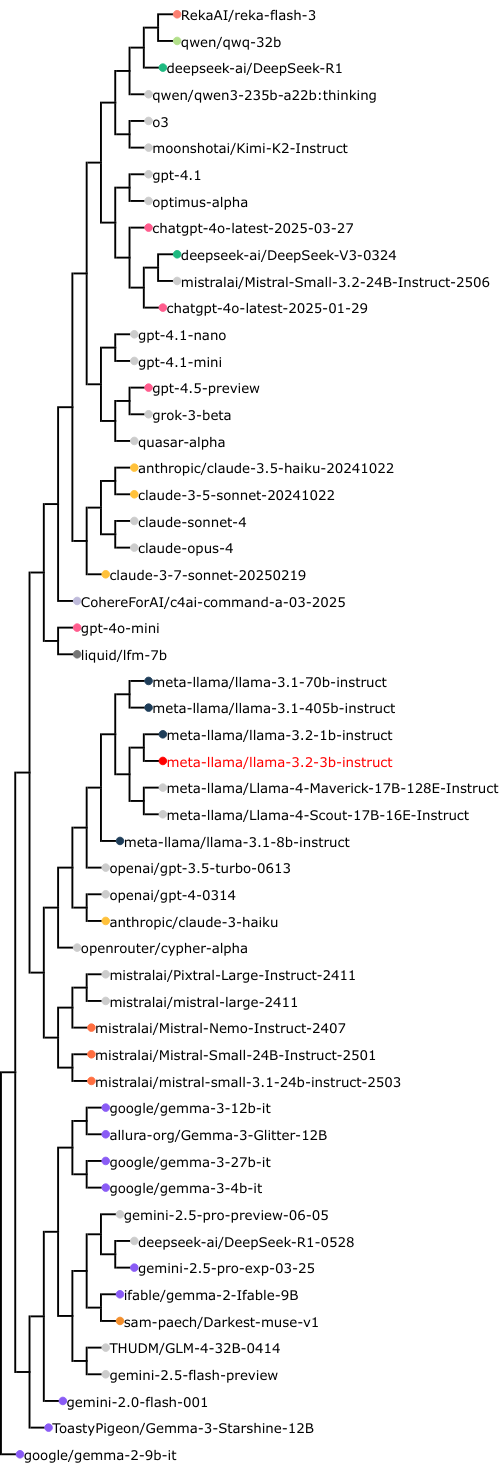 RekaAI/reka-flash-3
qwen/qwq-32b
deepseek-ai/DeepSeek-R1
qwen/qwen3-235b-a22b:thinking
o3
moonshotai/Kimi-K2-Instruct
gpt-4.1
optimus-alpha
chatgpt-4o-latest-2025-03-27
deepseek-ai/DeepSeek-V3-0324
mistralai/Mistral-Small-3.2-24B-Instruct-2506
chatgpt-4o-latest-2025-01-29
gpt-4.1-nano
gpt-4.1-mini
gpt-4.5-preview
grok-3-beta
quasar-alpha
anthropic/claude-3.5-haiku-20241022
claude-3-5-sonnet-20241022
claude-sonnet-4
claude-opus-4
claude-3-7-sonnet-20250219
CohereForAI/c4ai-command-a-03-2025
gpt-4o-mini
liquid/lfm-7b
meta-llama/llama-3.1-70b-instruct
meta-llama/llama-3.1-405b-instruct
meta-llama/llama-3.2-1b-instruct
meta-llama/llama-3.2-3b-instruct
meta-llama/Llama-4-Maverick-17B-128E-Instruct
meta-llama/Llama-4-Scout-17B-16E-Instruct
meta-llama/llama-3.1-8b-instruct
openai/gpt-3.5-turbo-0613
openai/gpt-4-0314
anthropic/claude-3-haiku
openrouter/cypher-alpha
mistralai/Pixtral-Large-Instruct-2411
mistralai/mistral-large-2411
mistralai/Mistral-Nemo-Instruct-2407
mistralai/Mistral-Small-24B-Instruct-2501
mistralai/mistral-small-3.1-24b-instruct-2503
google/gemma-3-12b-it
allura-org/Gemma-3-Glitter-12B
google/gemma-3-27b-it
google/gemma-3-4b-it
gemini-2.5-pro-preview-06-05
deepseek-ai/DeepSeek-R1-0528
gemini-2.5-pro-exp-03-25
ifable/gemma-2-Ifable-9B
sam-paech/Darkest-muse-v1
THUDM/GLM-4-32B-0414
gemini-2.5-flash-preview
gemini-2.0-flash-001
ToastyPigeon/Gemma-3-Starshine-12B
google/gemma-2-9b-it